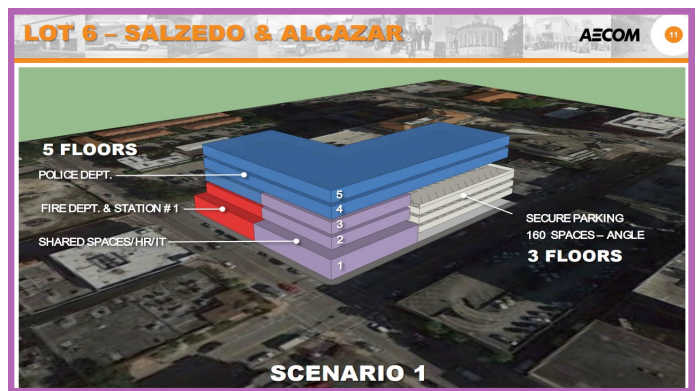 LOT 6 – SALZEDO & ALCAZAR
AECOM
11
5 FLOORS
POLICE DEPT.
FIRE DEPT. & STATION # 1
SHARED SPACES/HR/IT
5
4
3
2
1
SECURE PARKING
160 SPACES – ANGLE
3 FLOORS
SCENARIO 1